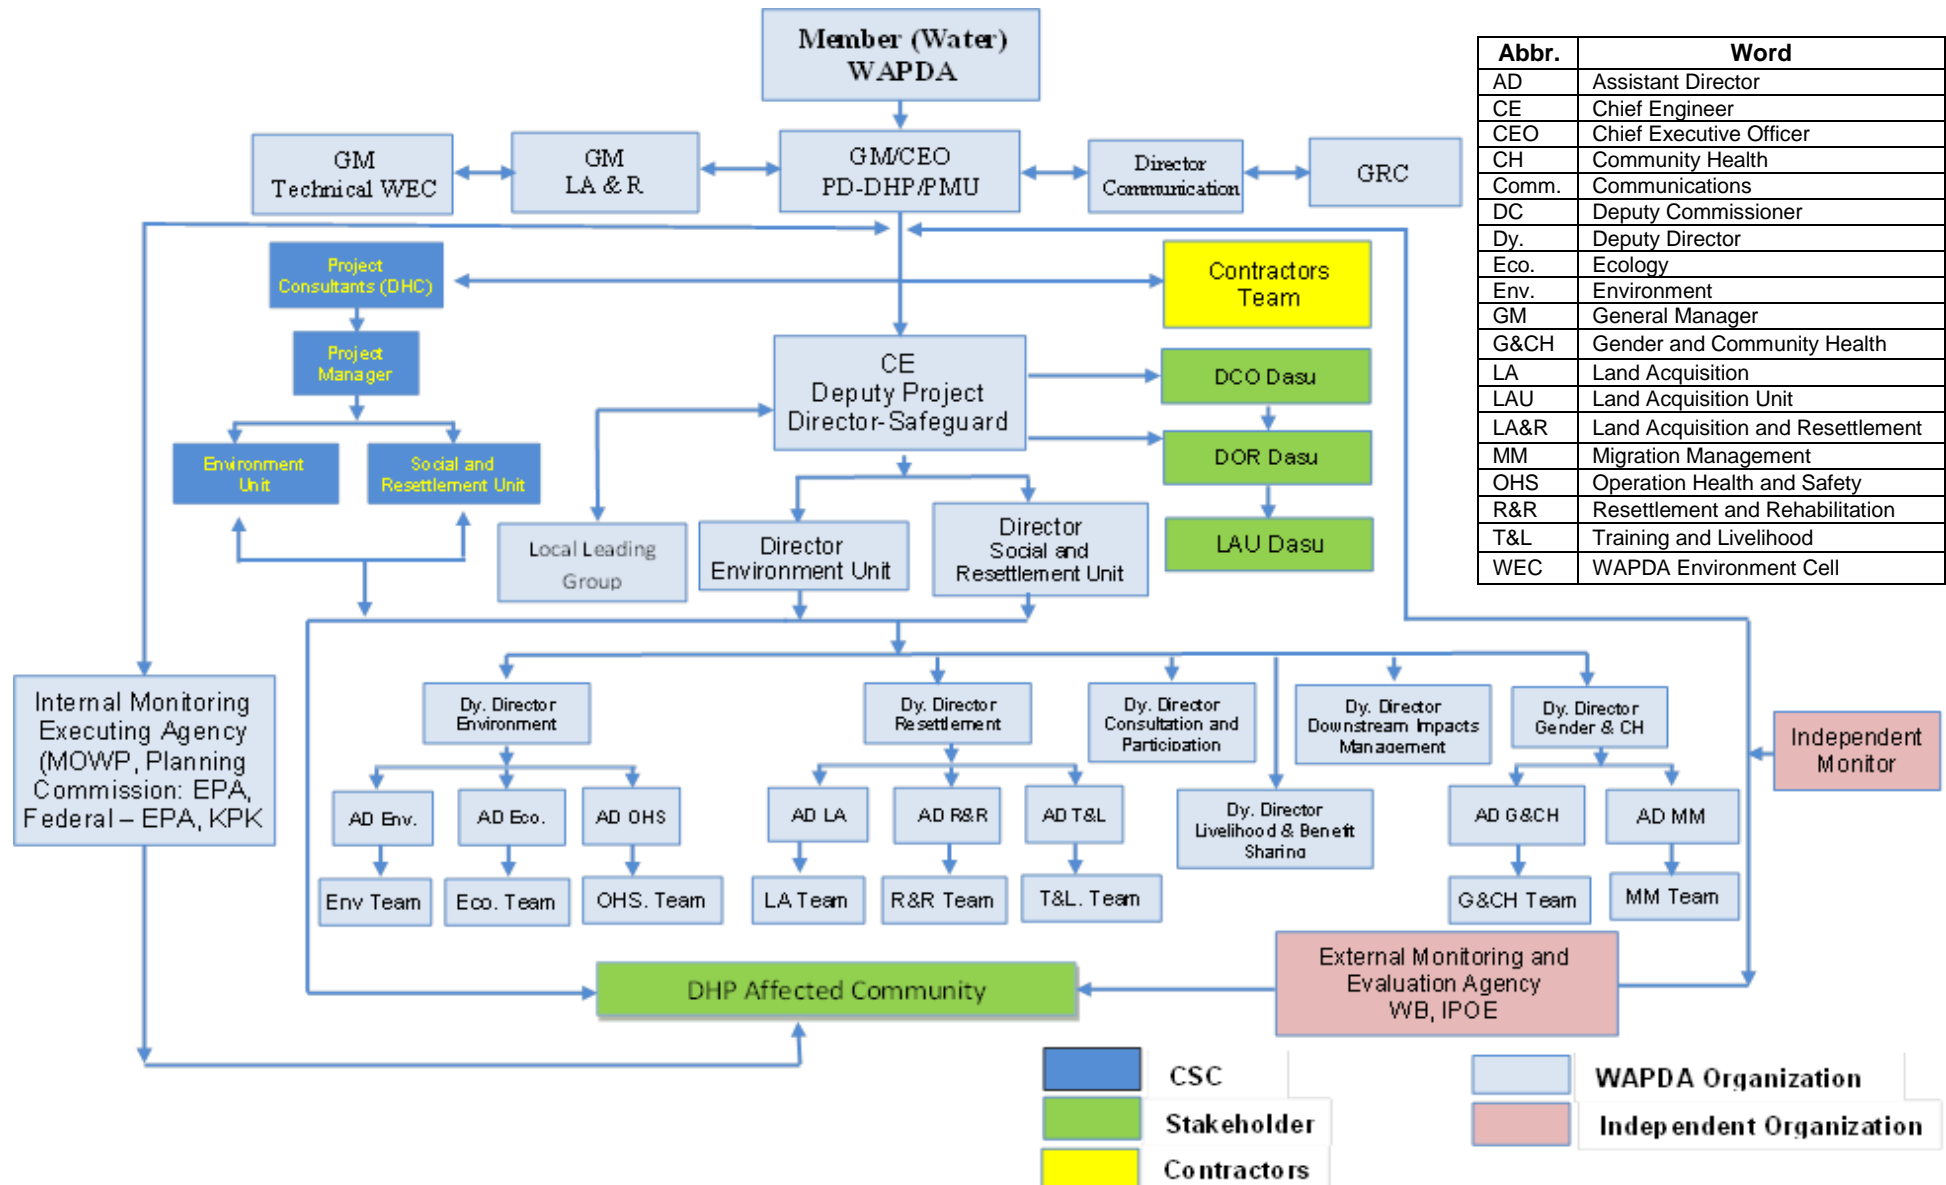 Member (Water)
WAPDA
GM
Technical WEC
GM
LA & R
GM/CEO
PD-DHP/PMU
Director
Communication
GRC
Project
Consultants (DHC)
Project
Manager
Environment
Unit
Social and
Resettlement Unit
Contractors
Team
CE
Deputy Project
Director-Safeguard
DCO Dasu
DOR Dasu
LAU Dasu
Local Leading
Group
Director
Environment Unit
Director
Social and
Resettlement Unit
Abbr. Word
AD Assistant Director
CE Chief Engineer
CEO Chief Executive Officer
CH Community Health
Comm. Communications
DC Deputy Commissioner
Dy. Deputy Director
Eco. Ecology
Env. Environment
GM General Manager
G&CH Gender and Community Health
LA Land Acquisition
LAU Land Acquisition Unit
LA&R Land Acquisition and Resettlement
MM Migration Management
OHS Operation Health and Safety
R&R Resettlement and Rehabilitation
T&L Training and Livelihood
WEC WAPDA Environment Cell
Internal Monitoring
Executing Agency
(MOWP, Planning
Commission: EPA,
Federal – EPA, KPK
Dy. Director
Environment
Dy. Director
Resettlement
Dy. Director
Consultation and
Participation
Dy. Director
Downstream Impacts
Management
Dy. Director
Gender & CH
Independent
Monitor
AD Env.
AD Eco.
AD OHS
AD LA
AD R&R
AD T&L
Dy. Director
Livelihood & Benefit
Sharing
AD G&CH
AD MM
Env Team
Eco. Team
OHS. Team
LA Team
R&R Team
T&L. Team
G&CH Team
MM Team
DHP Affected Community
External Monitoring and
Evaluation Agency
WB, IPOE
CSC
Stakeholder
Contractors
WAPDA Organization
Independent Organization